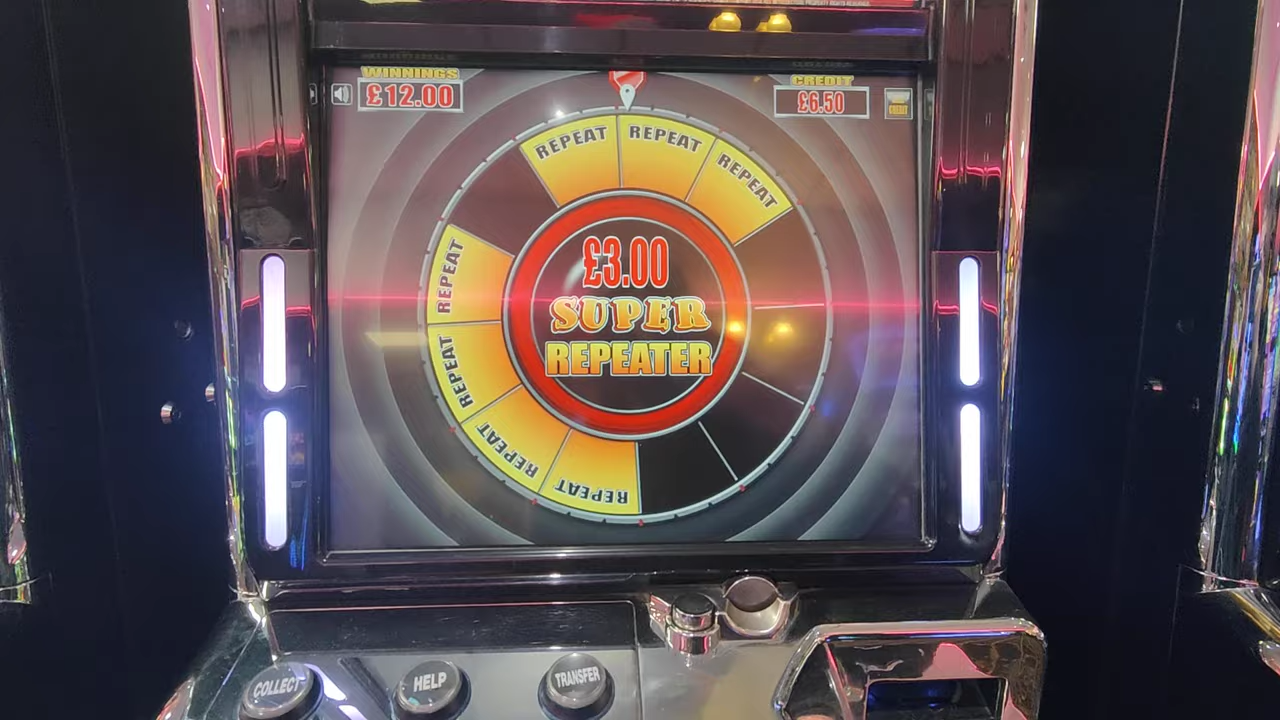 WINNINGS
£12.00
CREDIT
£6.50
CREDIT
REPEAT
REPEAT
REPEAT
REPEAT
REPEAT
REPEAT
REPEAT
£3.00
SUPER
REPEATER
COLLECT
HELP
TRANSFER